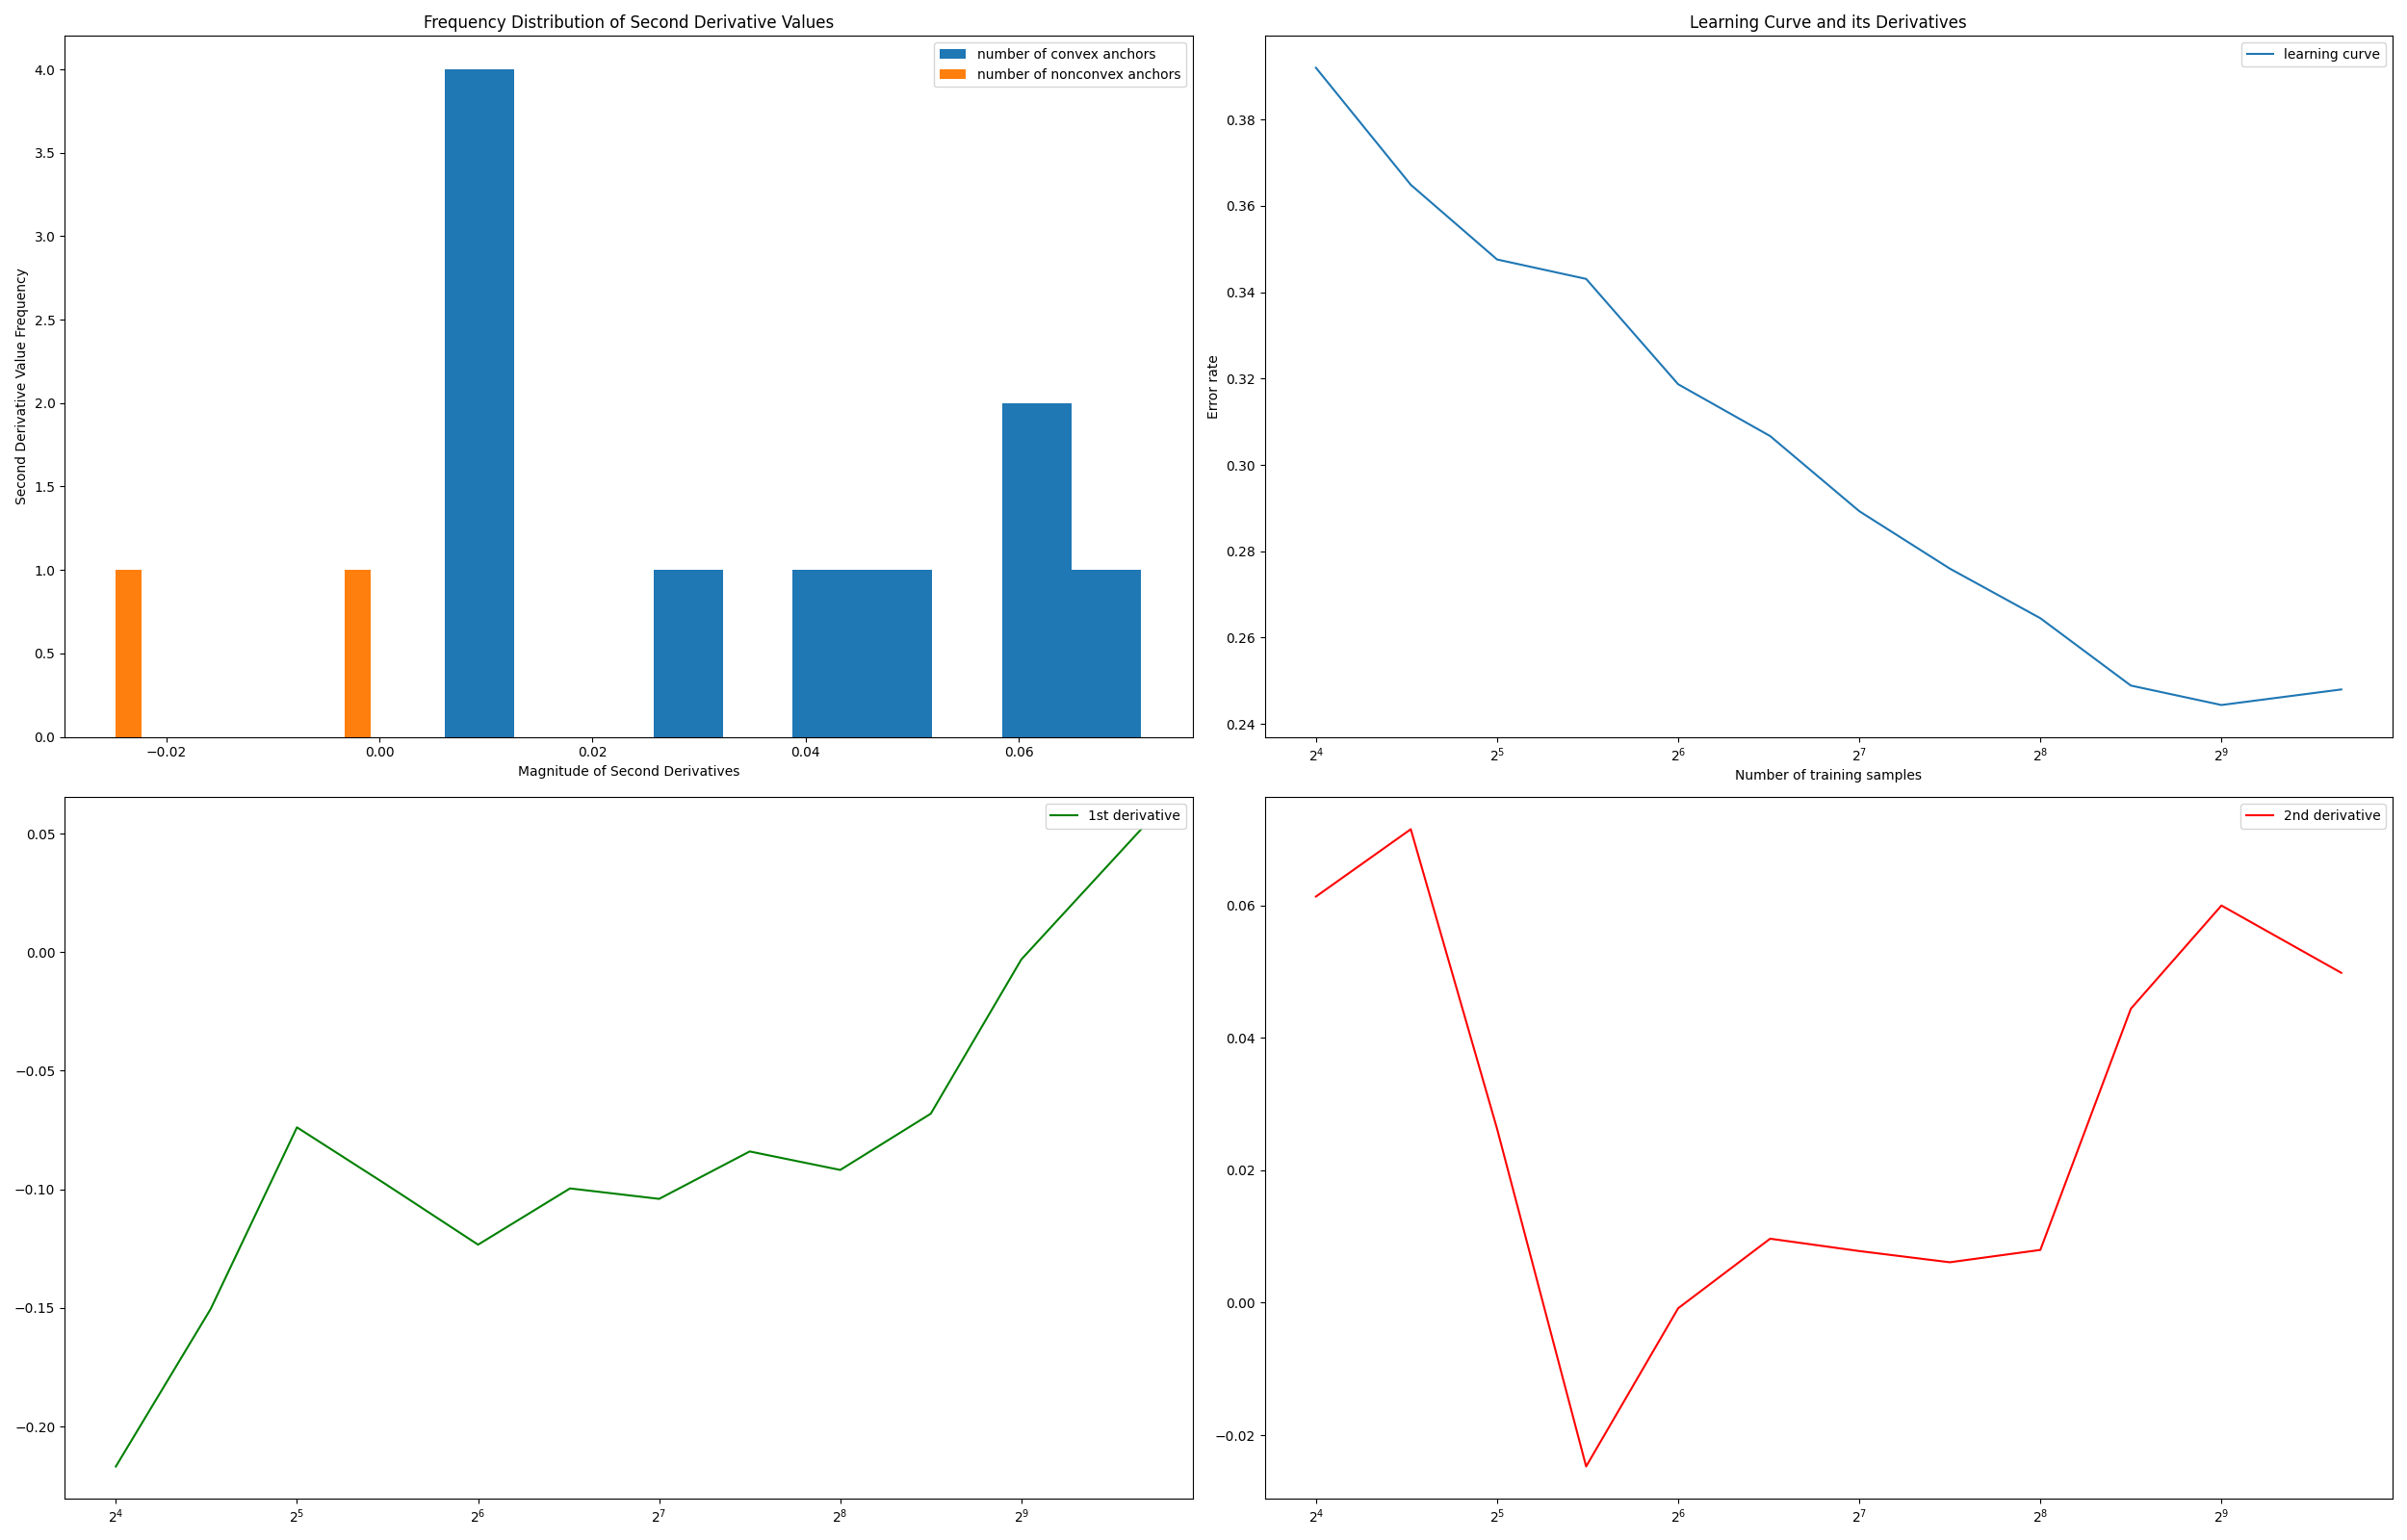 Frequency Distribution of Second Derivative Values
number of convex anchors
number of nonconvex anchors
4.0
3.5
3.0
2.5
2.0
1.5
1.0
0.5
0.0
Second Derivative Value Frequency
−0.02 0.00 0.02 0.04 0.06
Magnitude of Second Derivatives
Learning Curve and its Derivatives
learning curve
0.38
0.36
0.34
0.32
0.30
0.28
0.26
0.24
Error rate
2⁴ 2⁵ 2⁶ 2⁷ 2⁸ 2⁹
Number of training samples
1st derivative
0.05
0.00
−0.05
−0.10
−0.15
−0.20
2⁴ 2⁵ 2⁶ 2⁷ 2⁸ 2⁹
2nd derivative
0.06
0.04
0.02
0.00
−0.02
2⁴ 2⁵ 2⁶ 2⁷ 2⁸ 2⁹